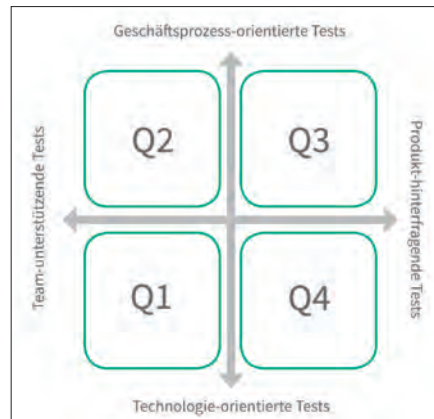 Geschäftsprozess-orientierte Tests
Team-unterstützende Tests
Q2
Q3
Produkt-hinterfragende Tests
Q1
Q4
Technologie-orientierte Tests